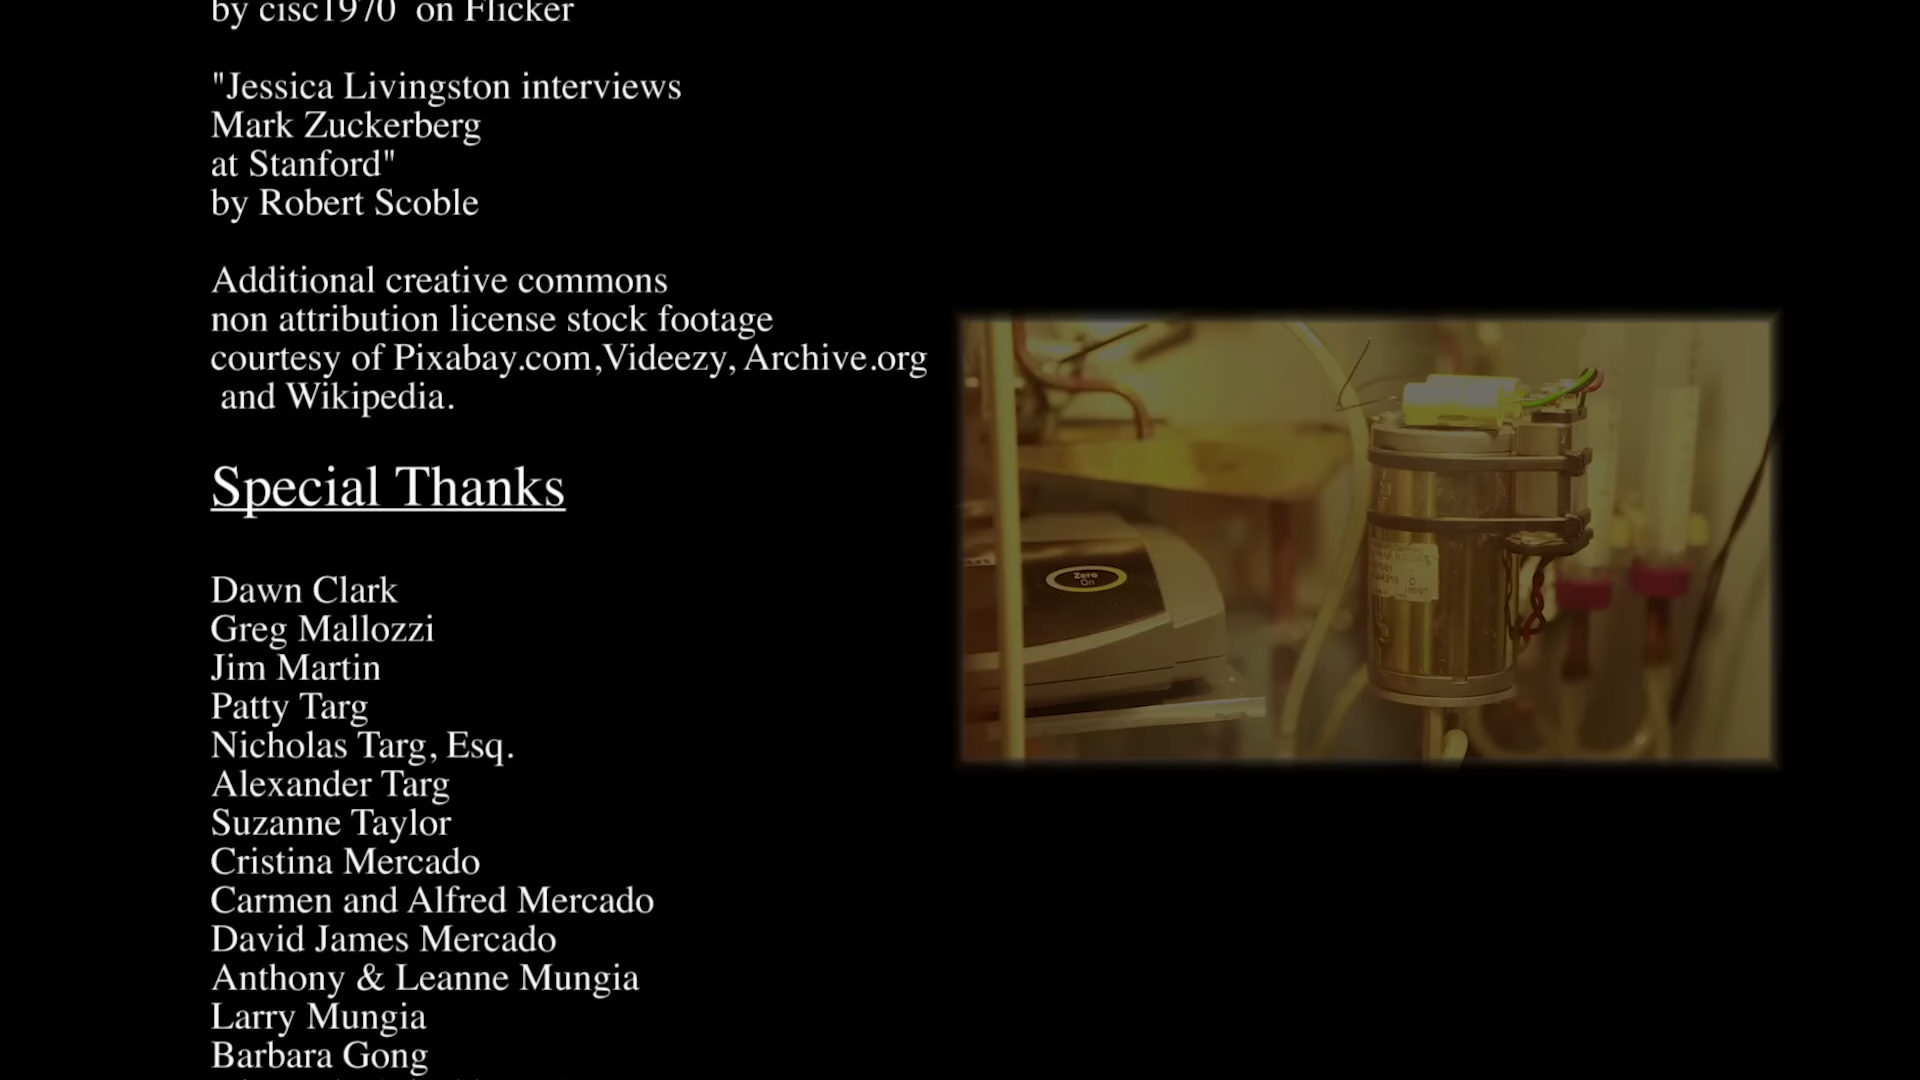 by cisc1970  on Flicker
"Jessica Livingston interviews
Mark Zuckerberg
at Stanford"
by Robert Scoble
Additional creative commons
non attribution license stock footage
courtesy of Pixabay.com,Videezy, Archive.org
and Wikipedia.
Special Thanks
Dawn Clark
Greg Mallozzi
Jim Martin
Patty Targ
Nicholas Targ, Esq.
Alexander Targ
Suzanne Taylor
Cristina Mercado
Carmen and Alfred Mercado
David James Mercado
Anthony & Leanne Mungia
Larry Mungia
Barbara Gong
Zero
On